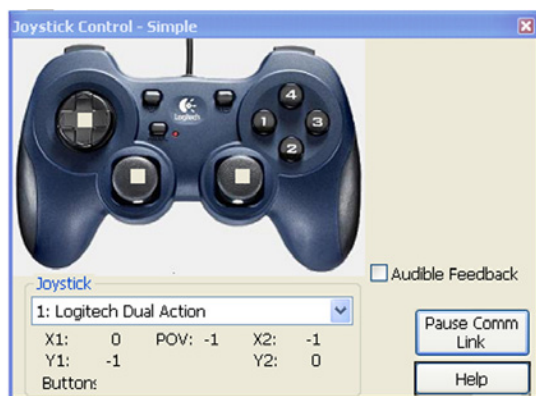 Joystick Control - Simple
Logitech
4
1
3
2
Audible Feedback
Joystick
1: Logitech Dual Action
X1: 0 POV: -1 X2: -1
Y1: -1 Y2: 0
Buttons
Pause Comm
Link
Help